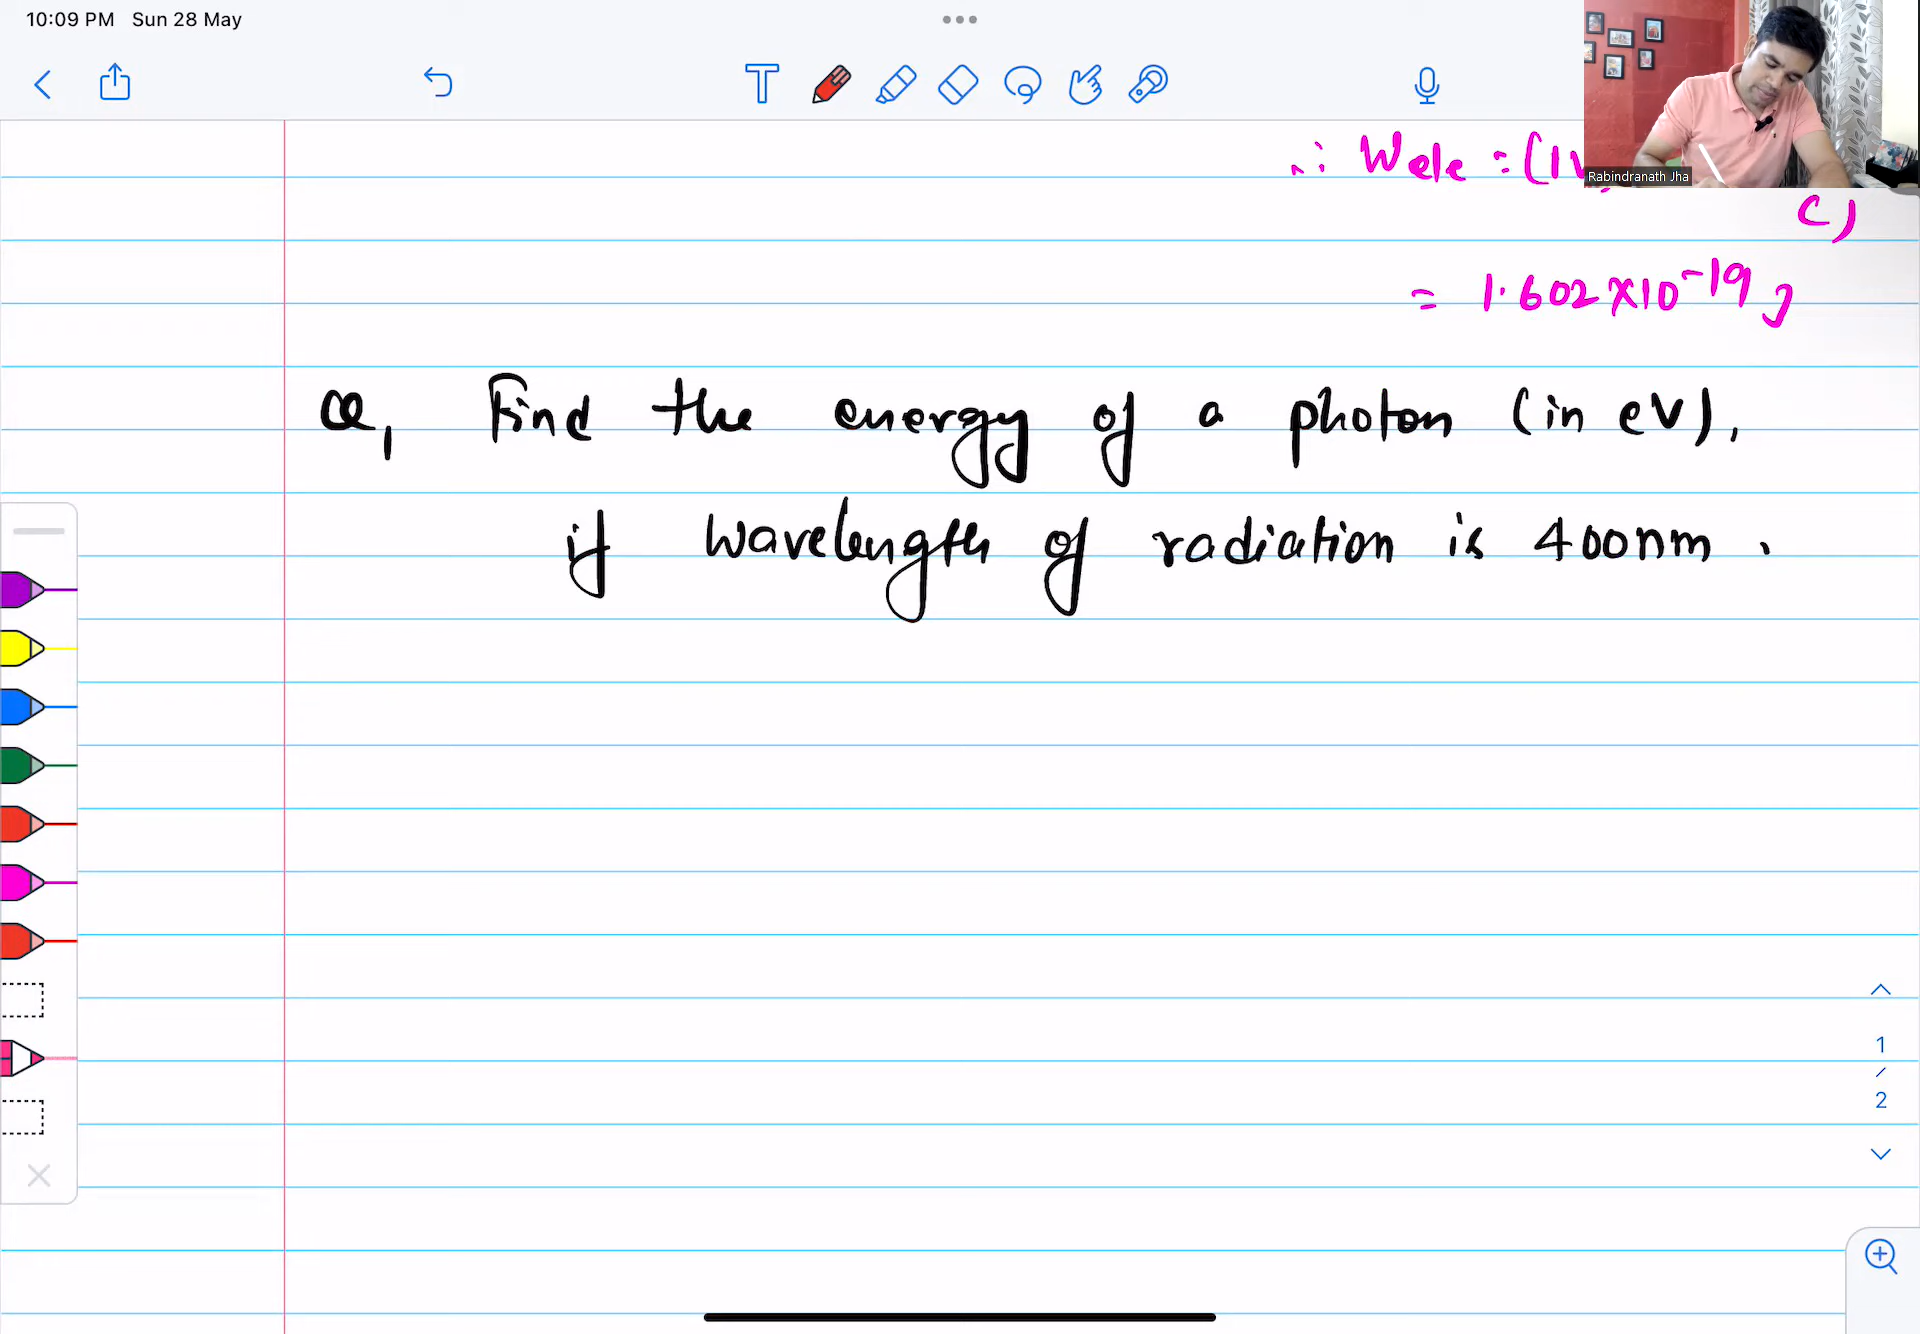 10:09 PM Sun 28 May
Rabindranath Jha
∴ Wele = (1V
C)
= 1.602×10⁻¹⁹ J
Q, Find the energy of a photon (in eV),
if wavelength of radiation is 400nm.
1
/
2